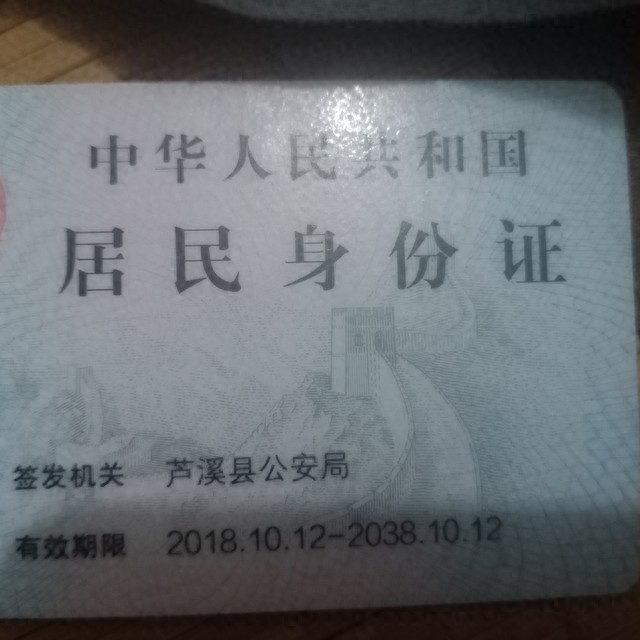 中华人民共和国
居民身份证
签发机关 芦溪县公安局
有效期限 2018.10.12-2038.10.12